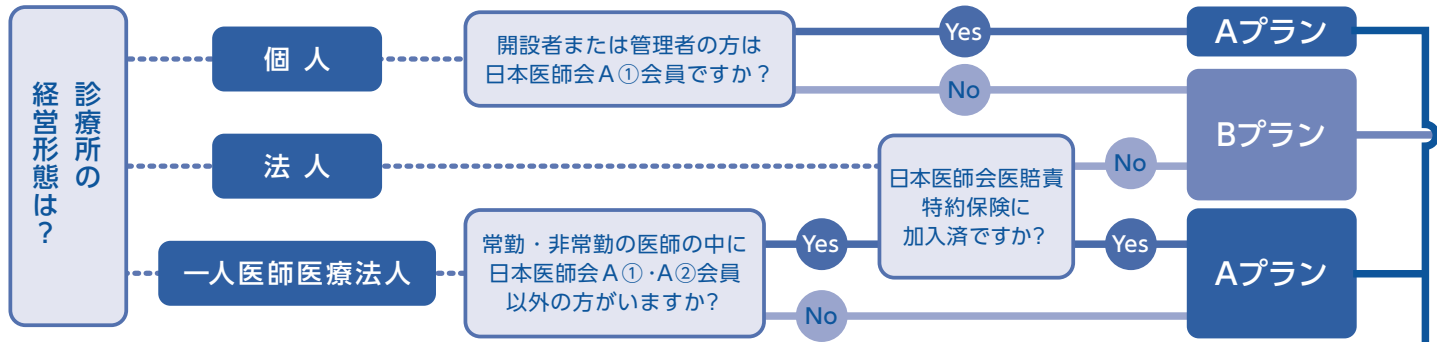 診療所の
経営形態は？
個人
開設者または管理者の方は
日本医師会A①会員ですか？
Yes
Aプラン
No
Bプラン
法人
日本医師会医賠責
特約保険に
加入済ですか？
No
Yes
Aプラン
一人医師医療法人
常勤・非常勤の医師の中に
日本医師会A①・A②会員
以外の方がいますか？
Yes
No